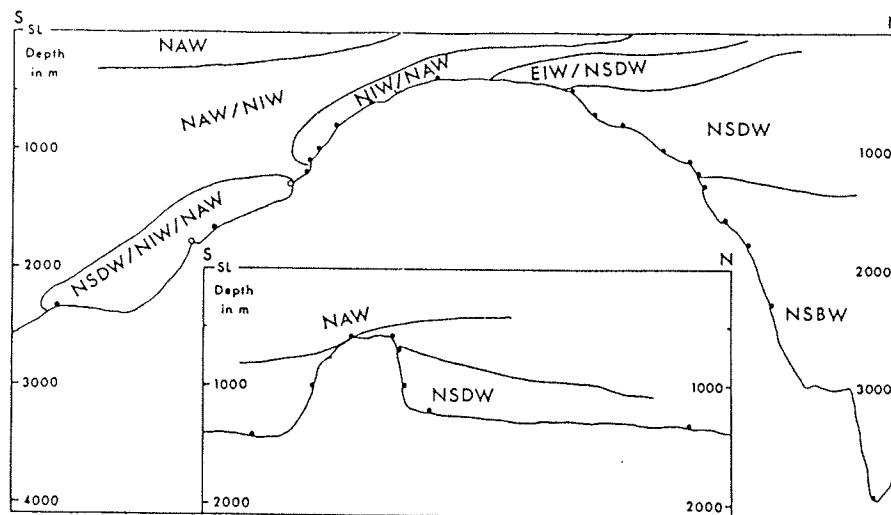 S
SL
Depth
in m
NAW
NAW/NIW
NIW/NAW
EIW/NSDW
NSDW
1000
1000
NSDW/NIW/NAW
2000
2000
NSBW
3000
3000
4000
S
N
SL
Depth
in m
NAW
1000
1000
NSDW
2000
2000